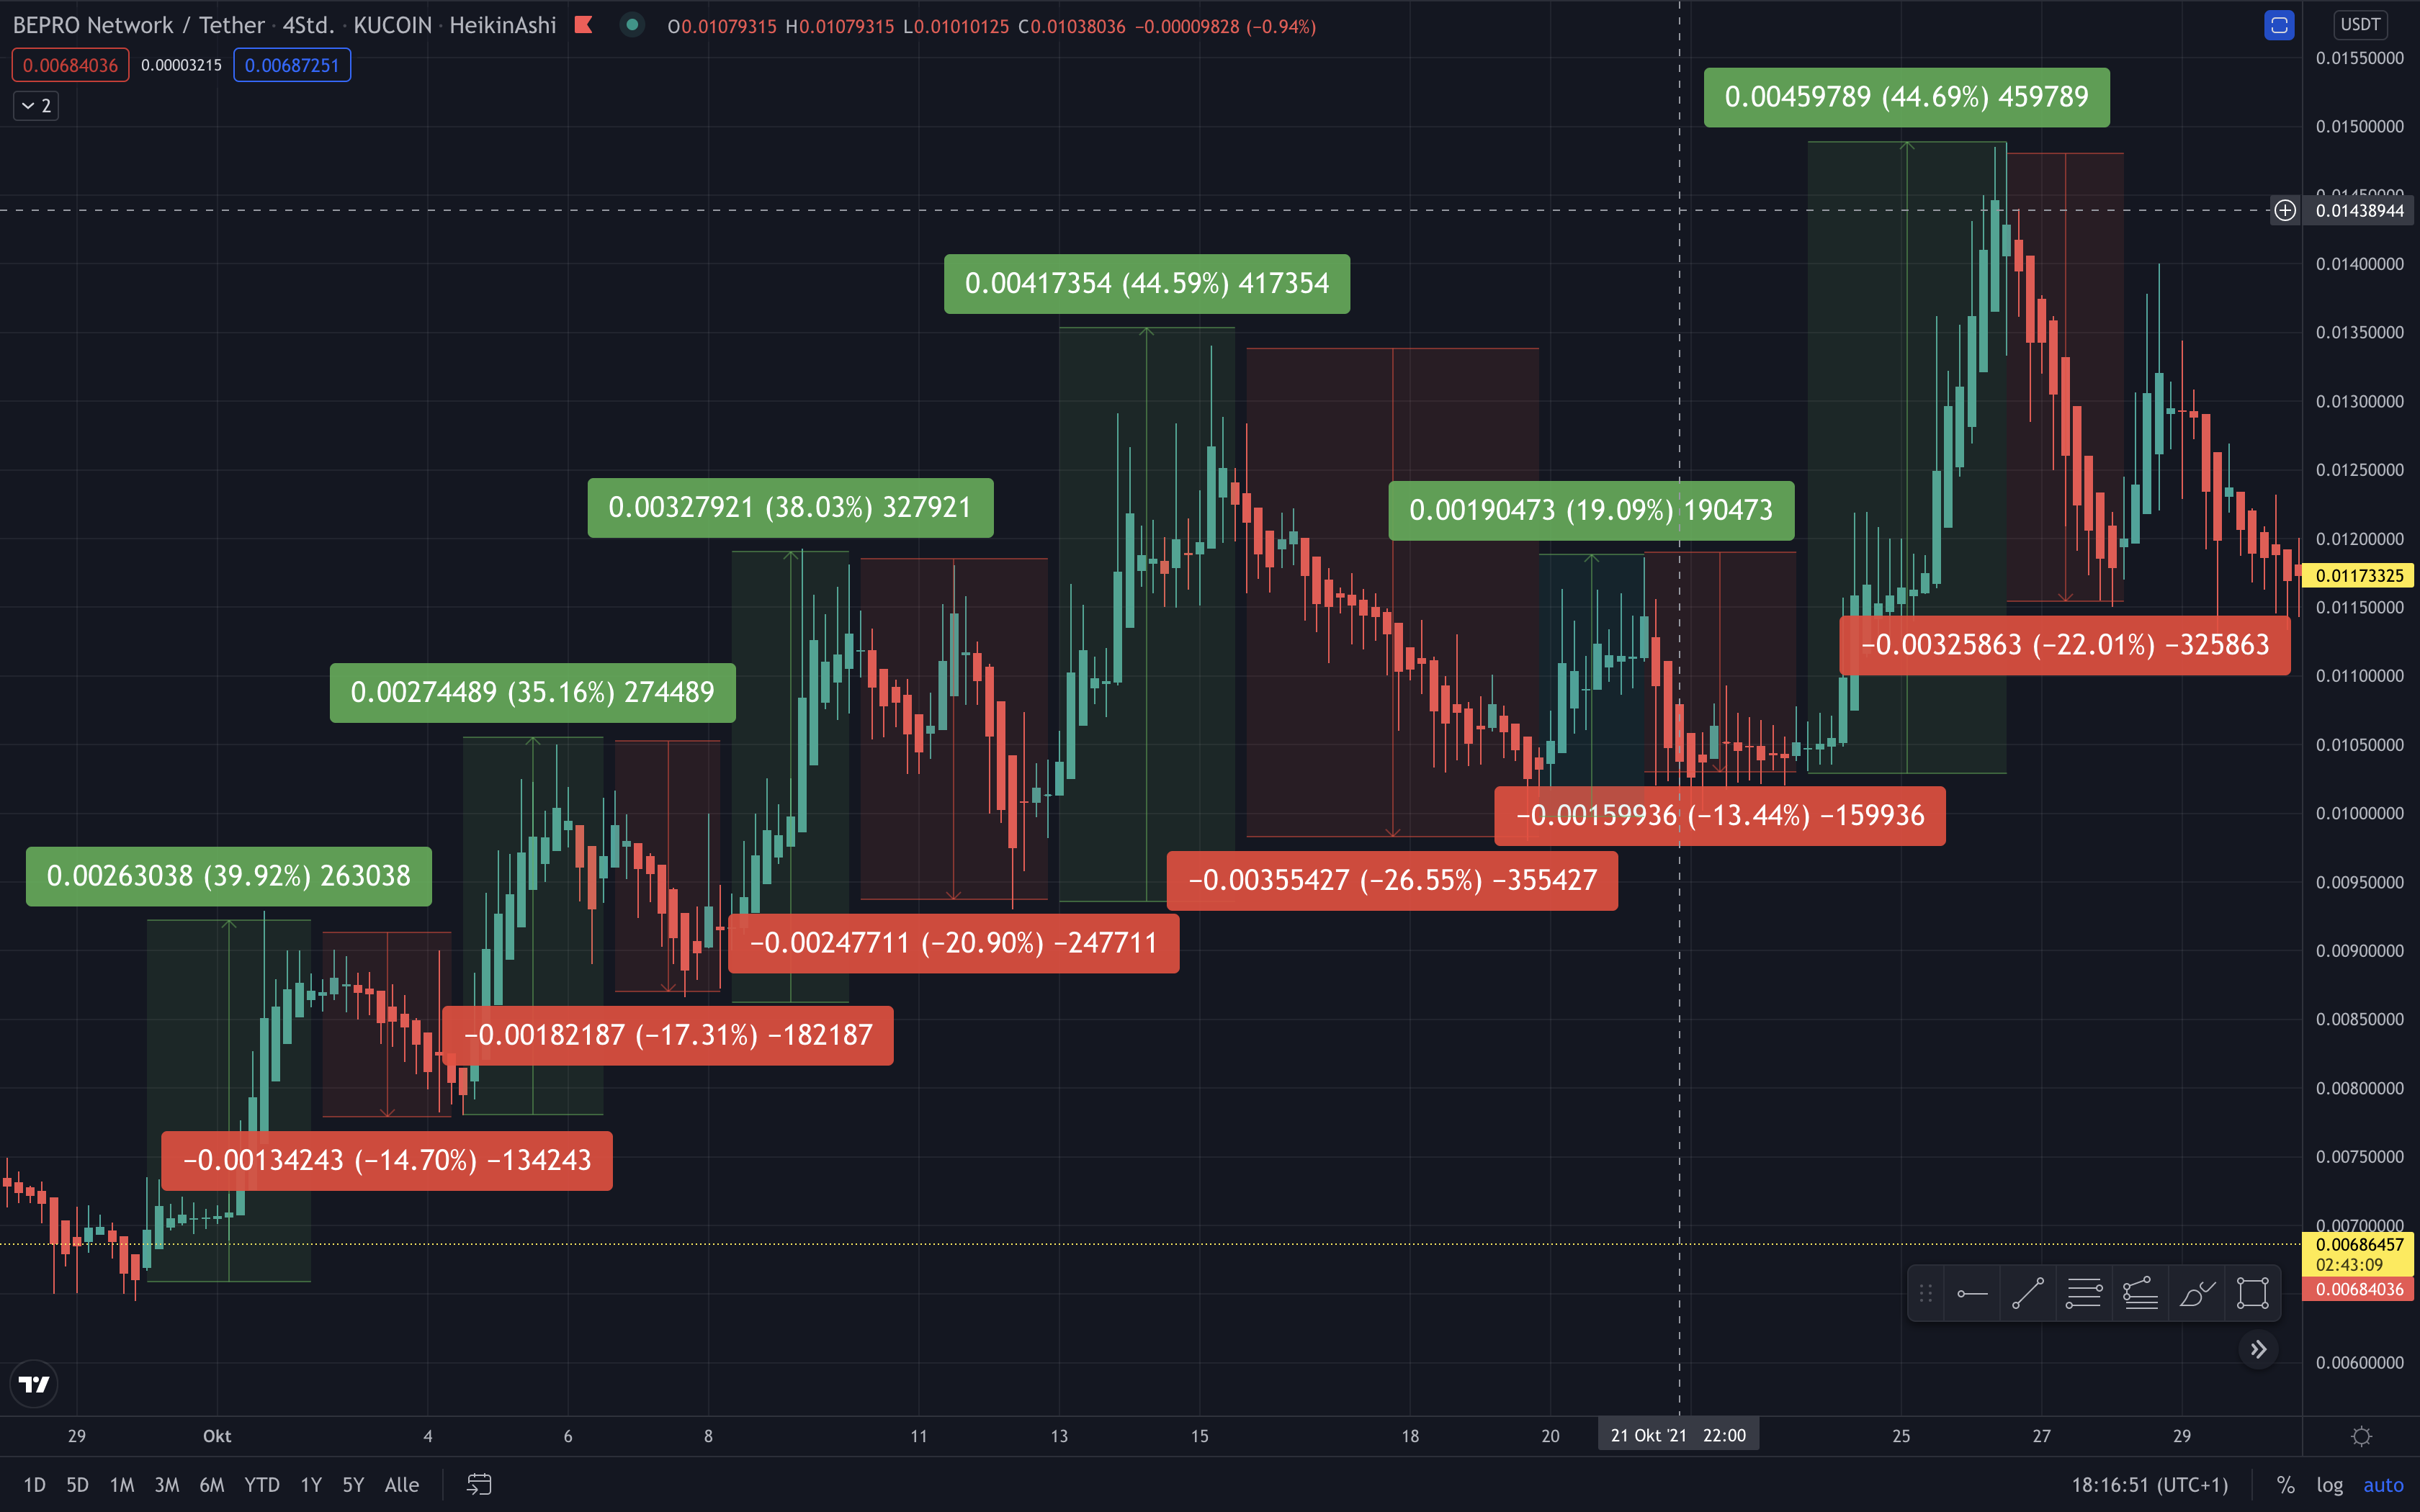 BEPRO Network / Tether · 4Std. · KUCOIN · HeikinAshi O0.01079315 H0.01079315 L0.01010125 C0.01038036 −0.00009828 (−0.94%)
USDT
0.00684036 0.00003215 0.00687251
2
0.01550000
0.00459789 (44.69%) 459789
0.01500000
0.01450000
0.01438944
0.01400000
0.00417354 (44.59%) 417354
0.01350000
0.01300000
0.01250000
0.00327921 (38.03%) 327921
0.00190473 (19.09%) 190473
0.01200000
0.01173325
0.01150000
−0.00325863 (−22.01%) −325863
0.01100000
0.00274489 (35.16%) 274489
0.01050000
0.01000000
−0.00159936 (−13.44%) −159936
0.00263038 (39.92%) 263038
−0.00355427 (−26.55%) −355427
0.00950000
−0.00247711 (−20.90%) −247711
0.00900000
0.00850000
−0.00182187 (−17.31%) −182187
0.00800000
−0.00134243 (−14.70%) −134243
0.00750000
0.00700000
0.00686457
02:43:09
0.00684036
0.00600000
29 Okt 4 6 8 11 13 15 18 20 21 Okt '21 22:00 25 27 29
1D 5D 1M 3M 6M YTD 1Y 5Y Alle 18:16:51 (UTC+1) % log auto